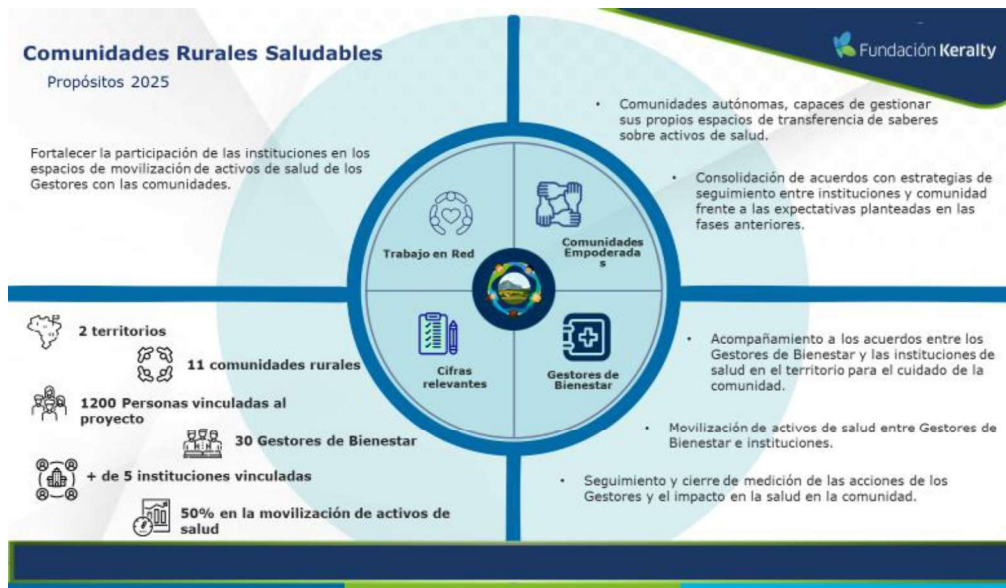 Comunidades Rurales Saludables
Propósitos 2025
Fundación Keralty
Fortalecer la participación de las instituciones en los
espacios de movilización de activos de salud de los
Gestores con las comunidades.
• Comunidades autónomas, capaces de gestionar
sus propios espacios de transferencia de saberes
sobre activos de salud.
• Consolidación de acuerdos con estrategias de
seguimiento entre instituciones y comunidad
frente a las expectativas planteadas en las
fases anteriores.
Trabajo en Red
Comunidades
Empoderada
s
Cifras
relevantes
Gestores de
Bienestar
2 territorios
11 comunidades rurales
1200 Personas vinculadas al
proyecto
30 Gestores de Bienestar
+ de 5 instituciones vinculadas
50% en la movilización de activos de
salud
• Acompañamiento a los acuerdos entre los
Gestores de Bienestar y las instituciones de
salud en el territorio para el cuidado de la
comunidad.
• Movilización de activos de salud entre Gestores de
Bienestar e instituciones.
• Seguimiento y cierre de medición de las acciones de los
Gestores y el impacto en la salud en la comunidad.